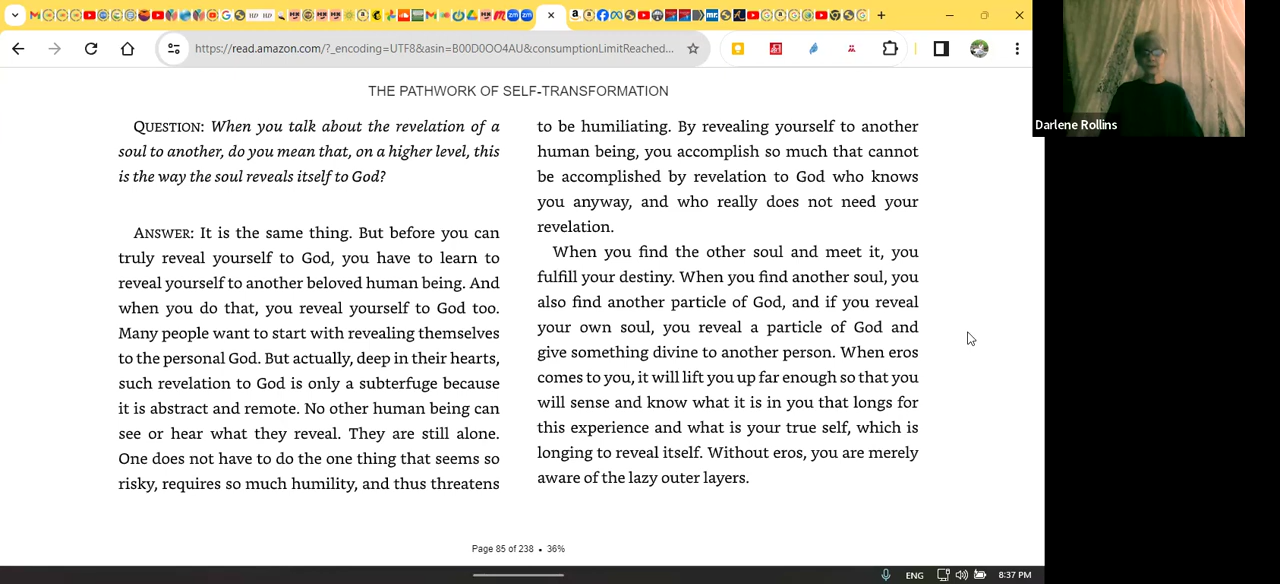 https://read.amazon.com/?_encoding=UTF8&asin=B00D0OO4AU&consumptionLimitReached...
Darlene Rollins
THE PATHWORK OF SELF-TRANSFORMATION
QUESTION: When you talk about the revelation of a
soul to another, do you mean that, on a higher level, this
is the way the soul reveals itself to God?
ANSWER: It is the same thing. But before you can
truly reveal yourself to God, you have to learn to
reveal yourself to another beloved human being. And
when you do that, you reveal yourself to God too.
Many people want to start with revealing themselves
to the personal God. But actually, deep in their hearts,
such revelation to God is only a subterfuge because
it is abstract and remote. No other human being can
see or hear what they reveal. They are still alone.
One does not have to do the one thing that seems so
risky, requires so much humility, and thus threatens
to be humiliating. By revealing yourself to another
human being, you accomplish so much that cannot
be accomplished by revelation to God who knows
you anyway, and who really does not need your
revelation.
When you find the other soul and meet it, you
fulfill your destiny. When you find another soul, you
also find another particle of God, and if you reveal
your own soul, you reveal a particle of God and
give something divine to another person. When eros
comes to you, it will lift you up far enough so that you
will sense and know what it is in you that longs for
this experience and what is your true self, which is
longing to reveal itself. Without eros, you are merely
aware of the lazy outer layers.
Page 85 of 238 • 36%
ENG
8:37 PM